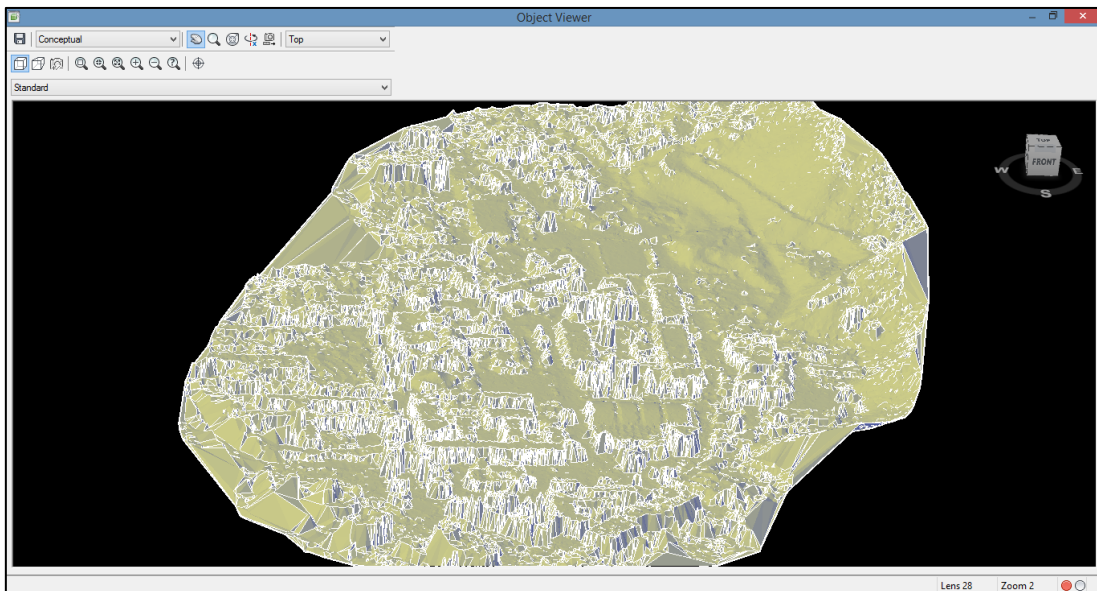 Object Viewer
Conceptual Top
Standard
TOP
W FRONT E
S
Lens 28 Zoom 2